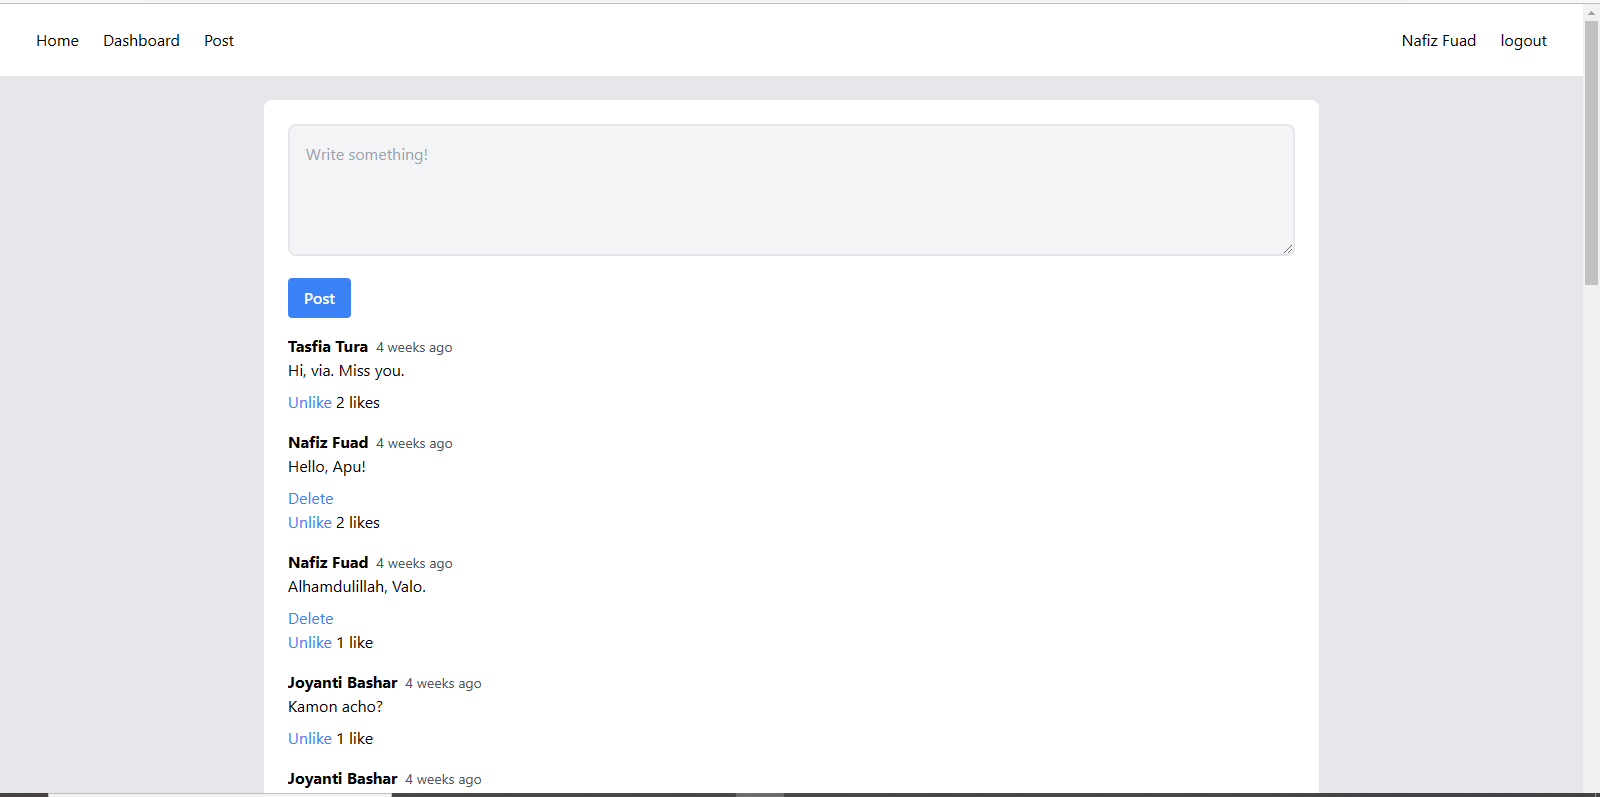 Home Dashboard Post Nafiz Fuad logout
Write something!
Post
Tasfia Tura 4 weeks ago
Hi, via. Miss you.
Unlike 2 likes
Nafiz Fuad 4 weeks ago
Hello, Apu!
Delete
Unlike 2 likes
Nafiz Fuad 4 weeks ago
Alhamdulillah, Valo.
Delete
Unlike 1 like
Joyanti Bashar 4 weeks ago
Kamon acho?
Unlike 1 like
Joyanti Bashar 4 weeks ago